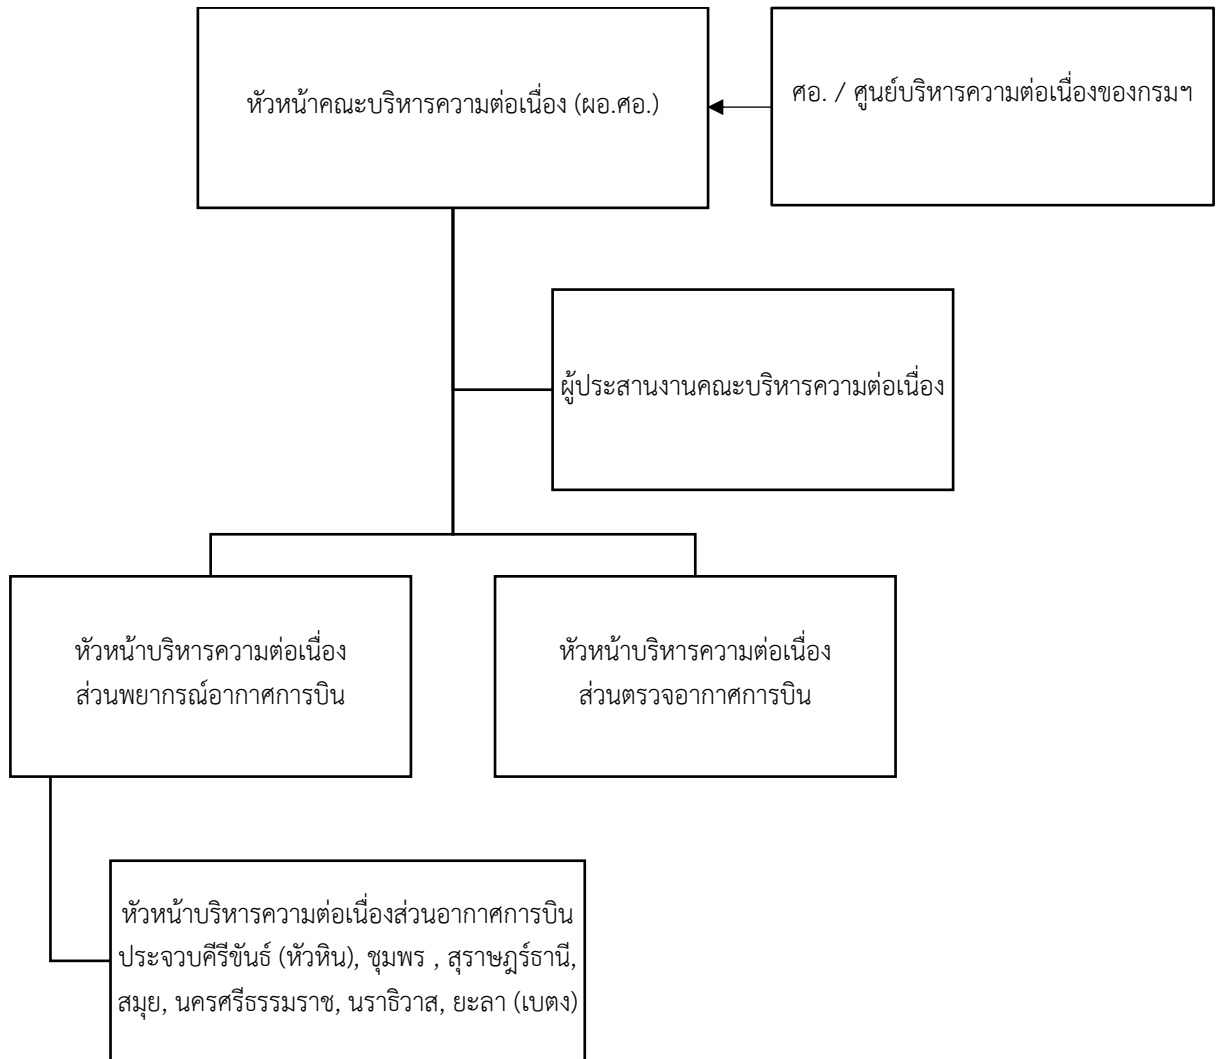 หัวหน้าคณะบริหารความต่อเนื่อง (ผอ.ศอ.)
ศอ. / ศูนย์บริหารความต่อเนื่องของกรมฯ
ผู้ประสานงานคณะบริหารความต่อเนื่อง
หัวหน้าบริหารความต่อเนื่อง
ส่วนพยากรณ์อากาศการบิน
หัวหน้าบริหารความต่อเนื่อง
ส่วนตรวจอากาศการบิน
หัวหน้าบริหารความต่อเนื่องส่วนอากาศการบิน
ประจวบคีรีขันธ์ (หัวหิน), ชุมพร , สุราษฎร์ธานี,
สมุย, นครศรีธรรมราช, นราธิวาส, ยะลา (เบตง)